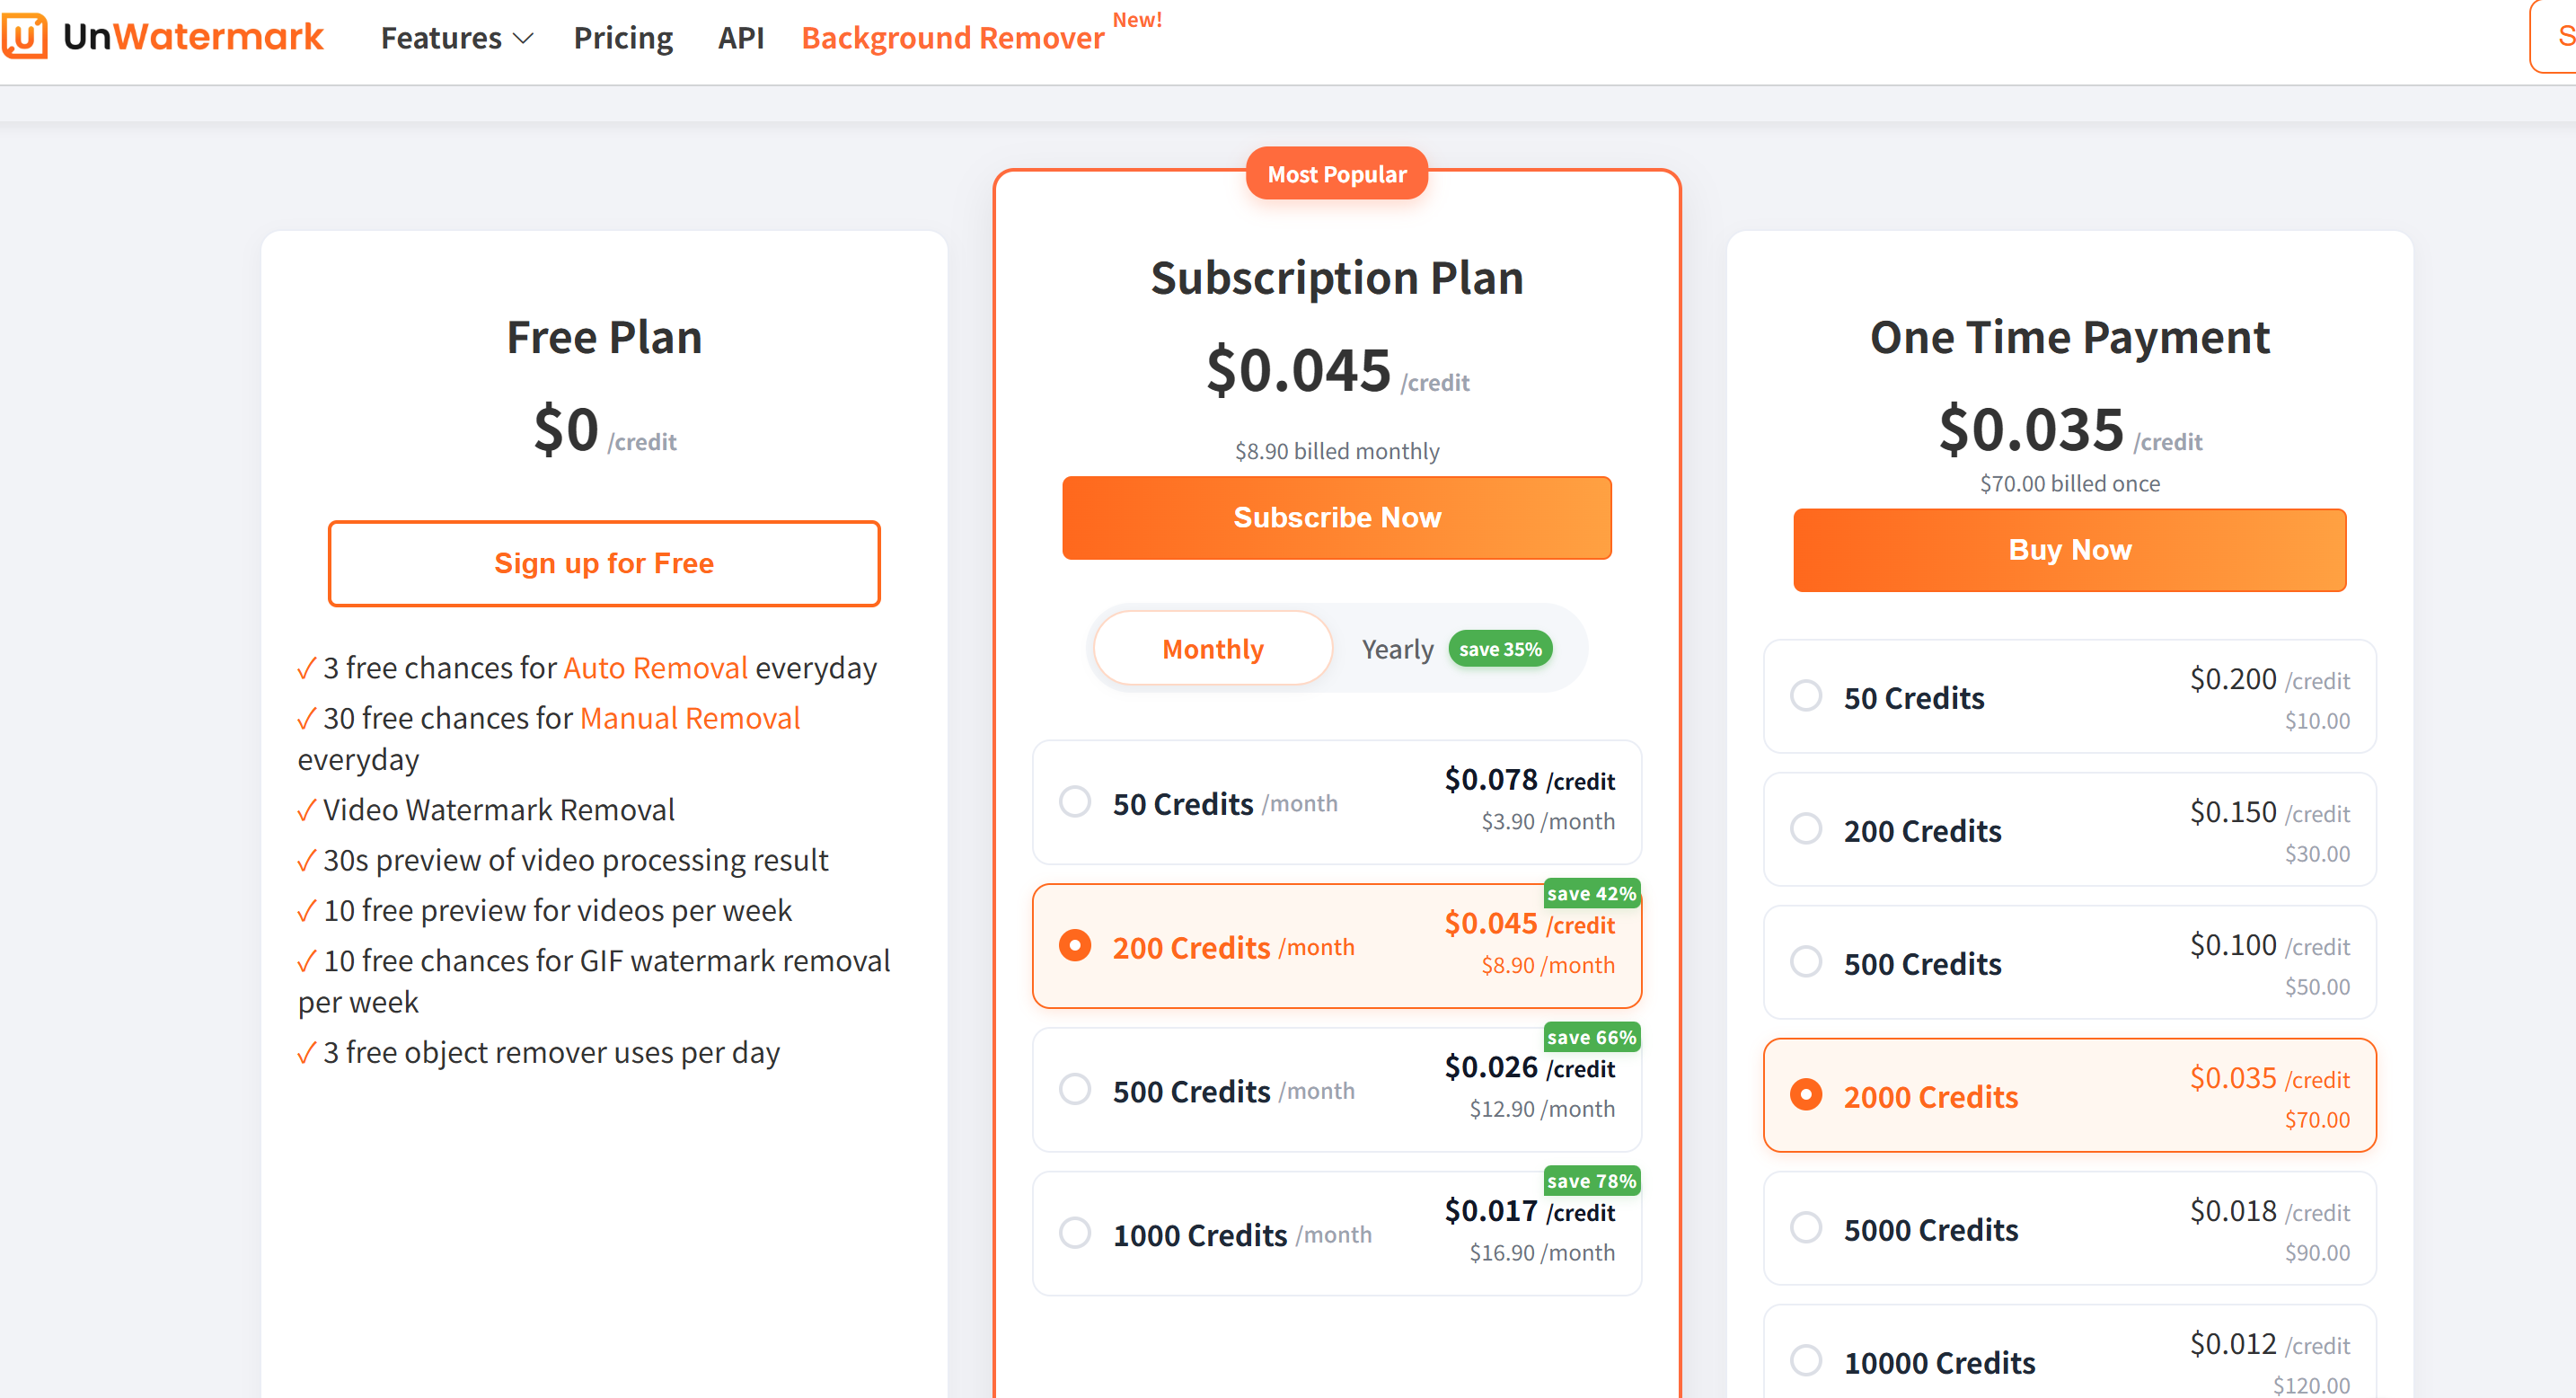 UnWatermark
Features
Pricing
API
Background Remover
New!
Free Plan
$0 /credit
Sign up for Free
✓ 3 free chances for Auto Removal everyday
✓ 30 free chances for Manual Removal
everyday
✓ Video Watermark Removal
✓ 30s preview of video processing result
✓ 10 free preview for videos per week
✓ 10 free chances for GIF watermark removal
per week
✓ 3 free object remover uses per day
Most Popular
Subscription Plan
$0.045 /credit
$8.90 billed monthly
Subscribe Now
Monthly
Yearly save 35%
50 Credits /month
$0.078 /credit
$3.90 /month
save 42%
200 Credits /month
$0.045 /credit
$8.90 /month
save 66%
500 Credits /month
$0.026 /credit
$12.90 /month
save 78%
1000 Credits /month
$0.017 /credit
$16.90 /month
One Time Payment
$0.035 /credit
$70.00 billed once
Buy Now
50 Credits
$0.200 /credit
$10.00
200 Credits
$0.150 /credit
$30.00
500 Credits
$0.100 /credit
$50.00
2000 Credits
$0.035 /credit
$70.00
5000 Credits
$0.018 /credit
$90.00
10000 Credits
$0.012 /credit
$120.00